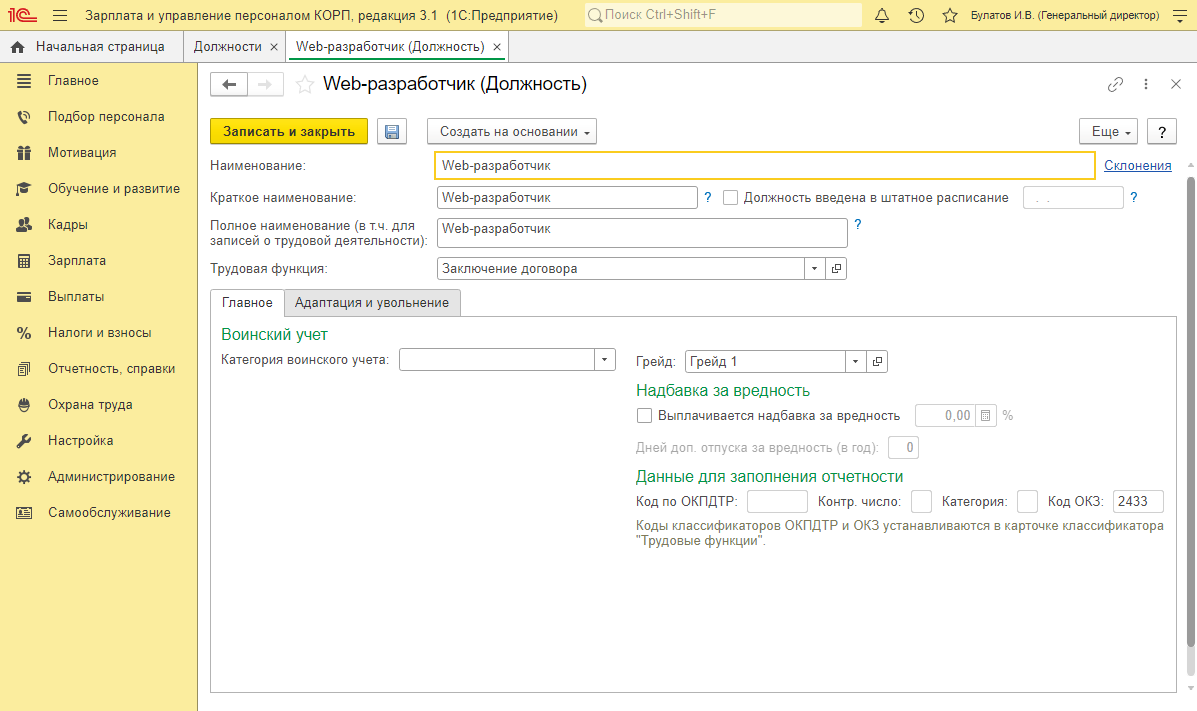 1С Зарплата и управление персоналом КОРП, редакция 3.1 (1С:Предприятие) Поиск Ctrl+Shift+F Булатов И.В. (Генеральный директор)
Начальная страница Должности × Web-разработчик (Должность) ×
Главное
Подбор персонала
Мотивация
Обучение и развитие
Кадры
Зарплата
Выплаты
Налоги и взносы
Отчетность, справки
Охрана труда
Настройка
Администрирование
Самообслуживание
Web-разработчик (Должность)
Записать и закрыть Создать на основании Еще ?
Наименование: Web-разработчик Склонения
Краткое наименование: Web-разработчик ? Должность введена в штатное расписание . . ?
Полное наименование (в т.ч. для
записей о трудовой деятельности): Web-разработчик ?
Трудовая функция: Заключение договора
Главное Адаптация и увольнение
Воинский учет
Категория воинского учета:
Грейд: Грейд 1
Надбавка за вредность
Выплачивается надбавка за вредность 0,00 %
Дней доп. отпуска за вредность (в год): 0
Данные для заполнения отчетности
Код по ОКПДТР: Контр. число: Категория: Код ОКЗ: 2433
Коды классификаторов ОКПДТР и ОКЗ устанавливаются в карточке классификатора
"Трудовые функции".